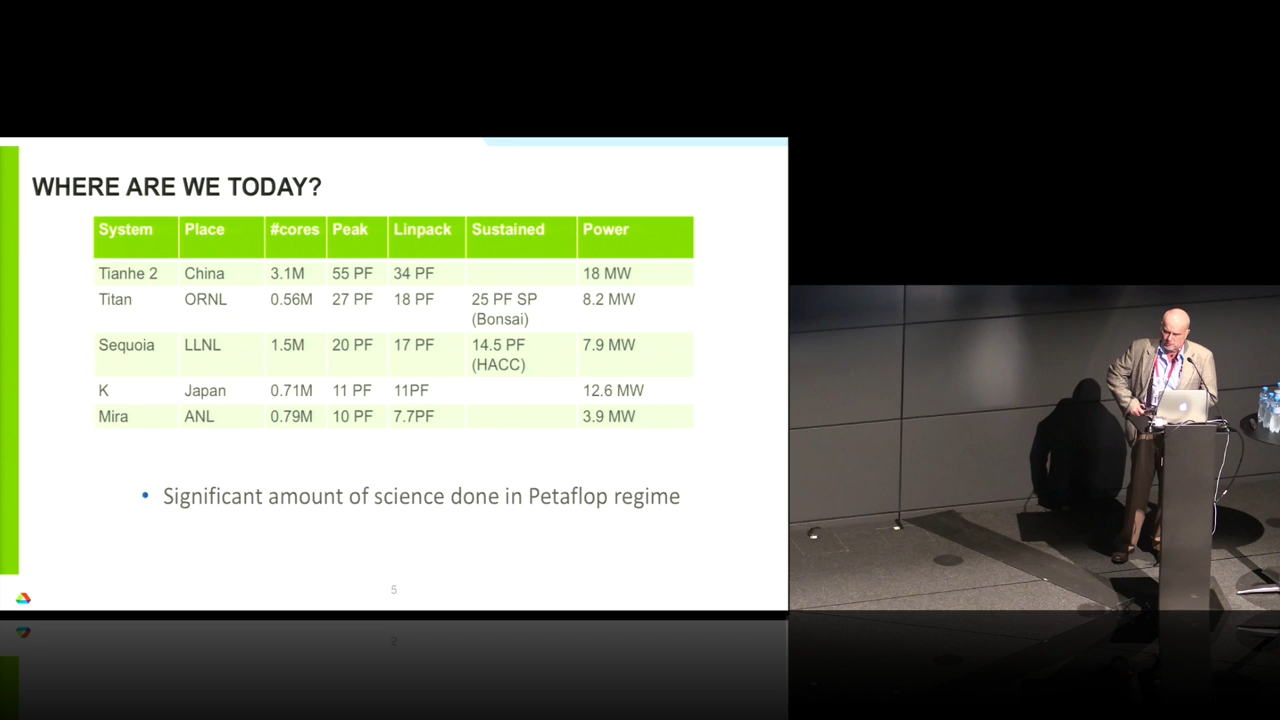 WHERE ARE WE TODAY?
System Place #cores Peak Linpack Sustained Power
Tianhe 2 China 3.1M 55 PF 34 PF 18 MW
Titan ORNL 0.56M 27 PF 18 PF 25 PF SP 8.2 MW
(Bonsai)
Sequoia LLNL 1.5M 20 PF 17 PF 14.5 PF 7.9 MW
(HACC)
K Japan 0.71M 11 PF 11PF 12.6 MW
Mira ANL 0.79M 10 PF 7.7PF 3.9 MW
• Significant amount of science done in Petaflop regime
5